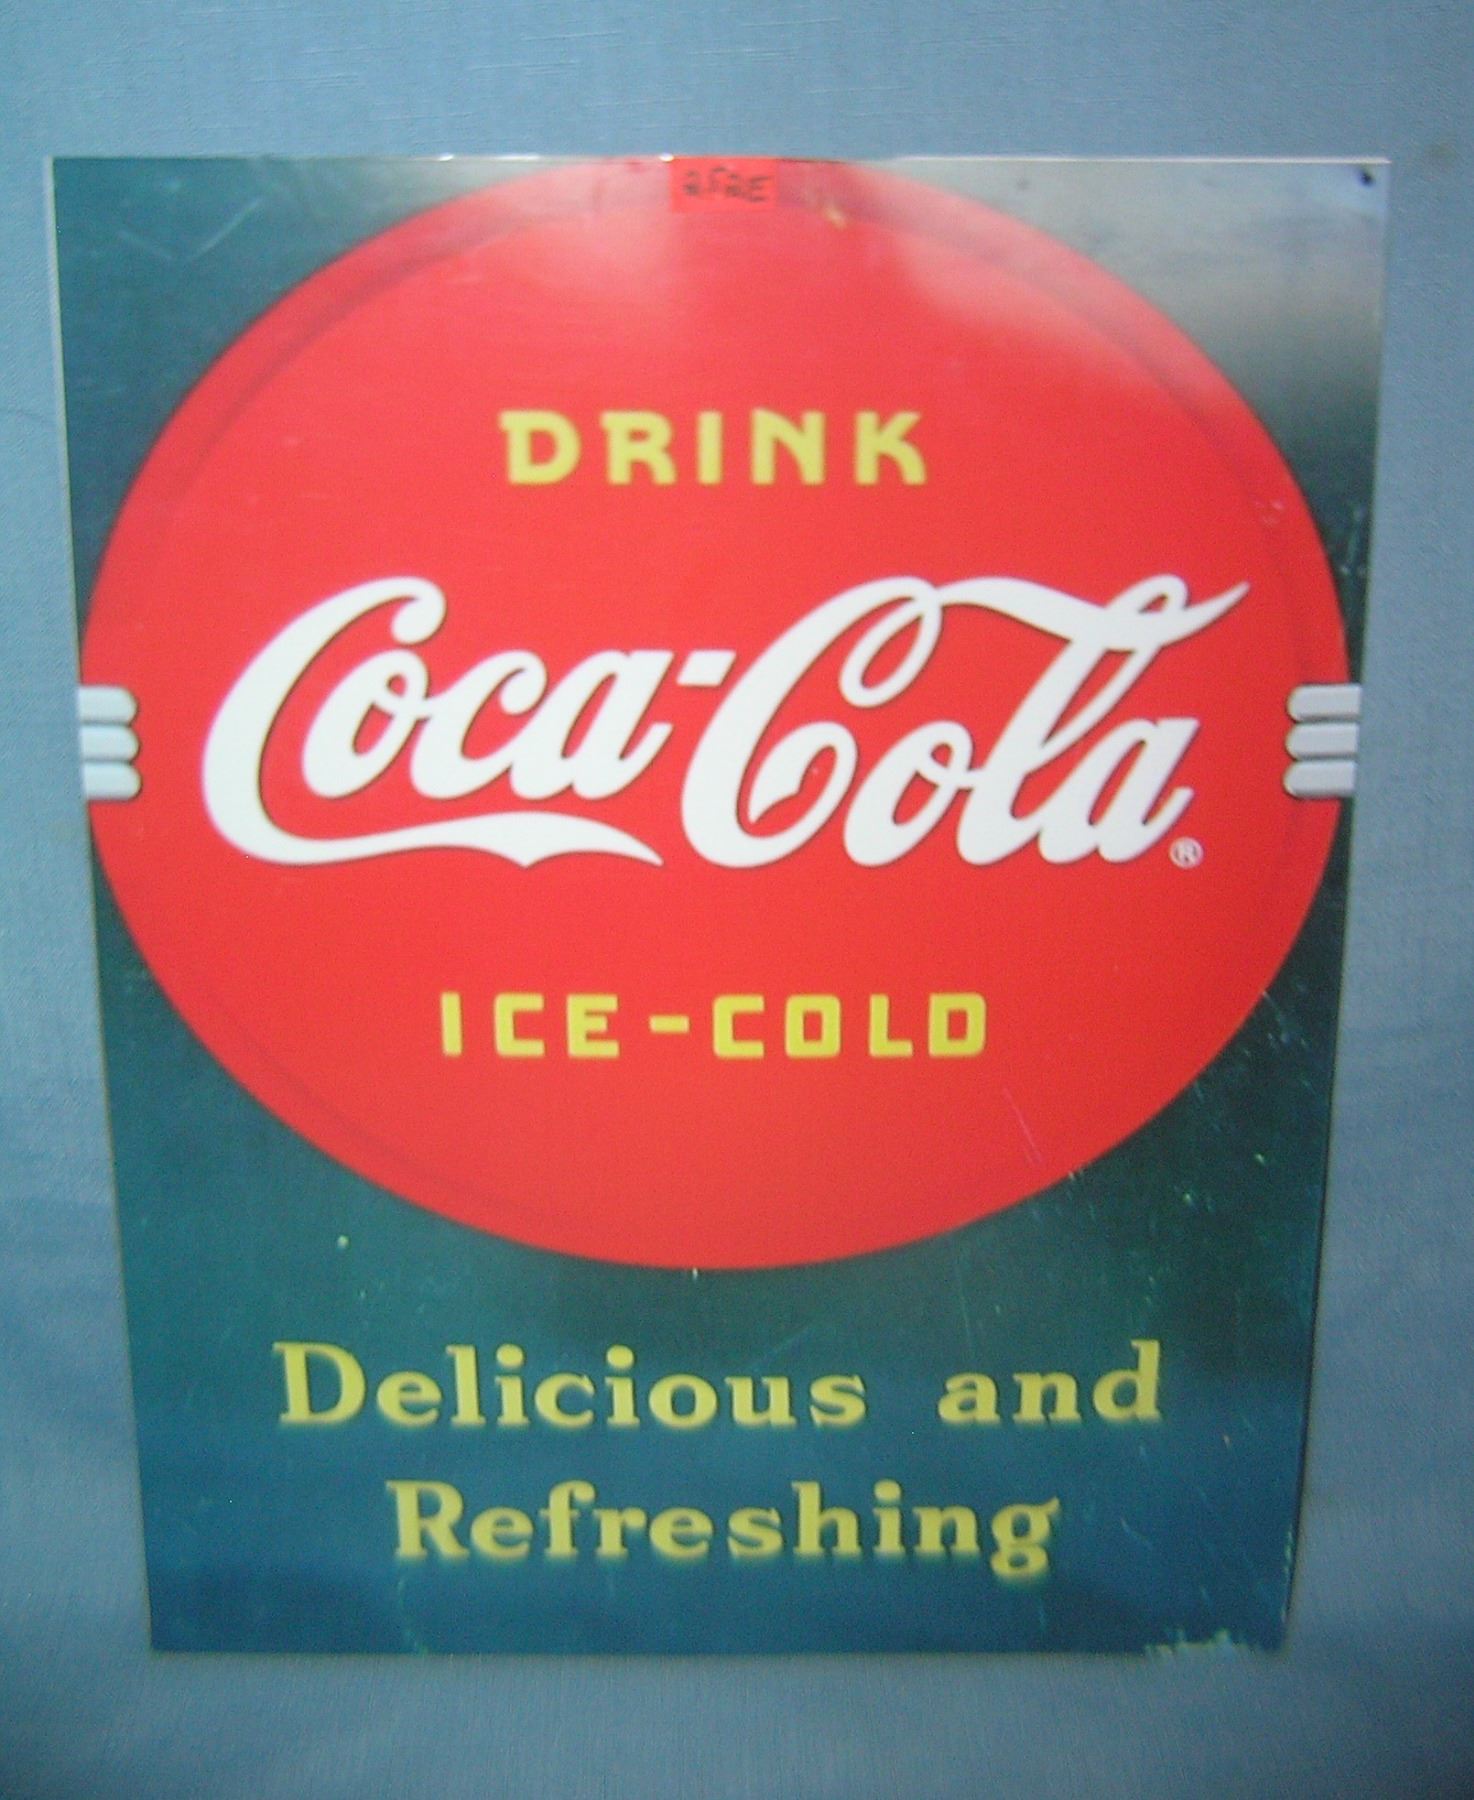 DRINK
Coca-Cola®
ICE-COLD
Delicious and
Refreshing